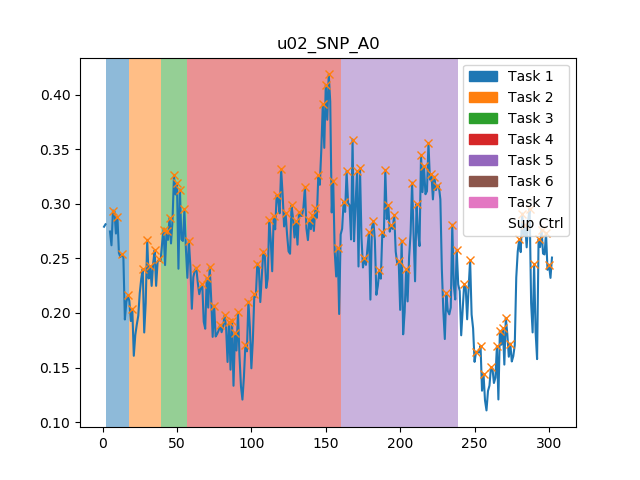 u02_SNP_A0
0.40
0.35
0.30
0.25
0.20
0.15
0.10
Task 1
Task 2
Task 3
Task 4
Task 5
Task 6
Task 7
Sup Ctrl
0 50 100 150 200 250 300